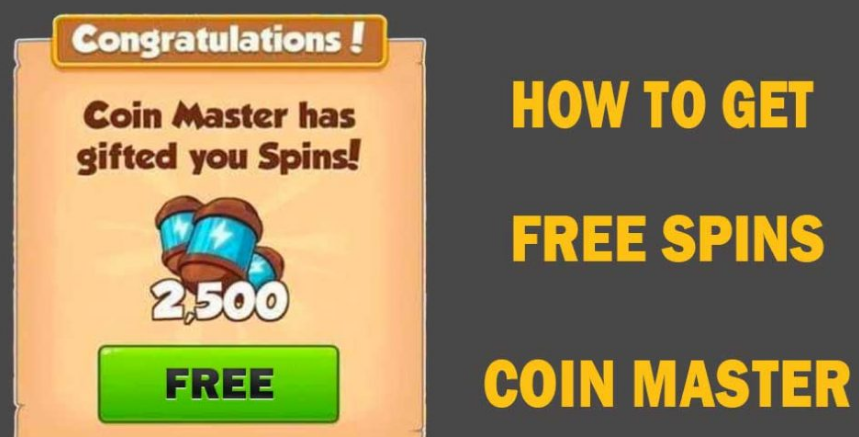 Congratulations !
Coin Master has
gifted you Spins!
2,500
FREE
HOW TO GET
FREE SPINS
COIN MASTER